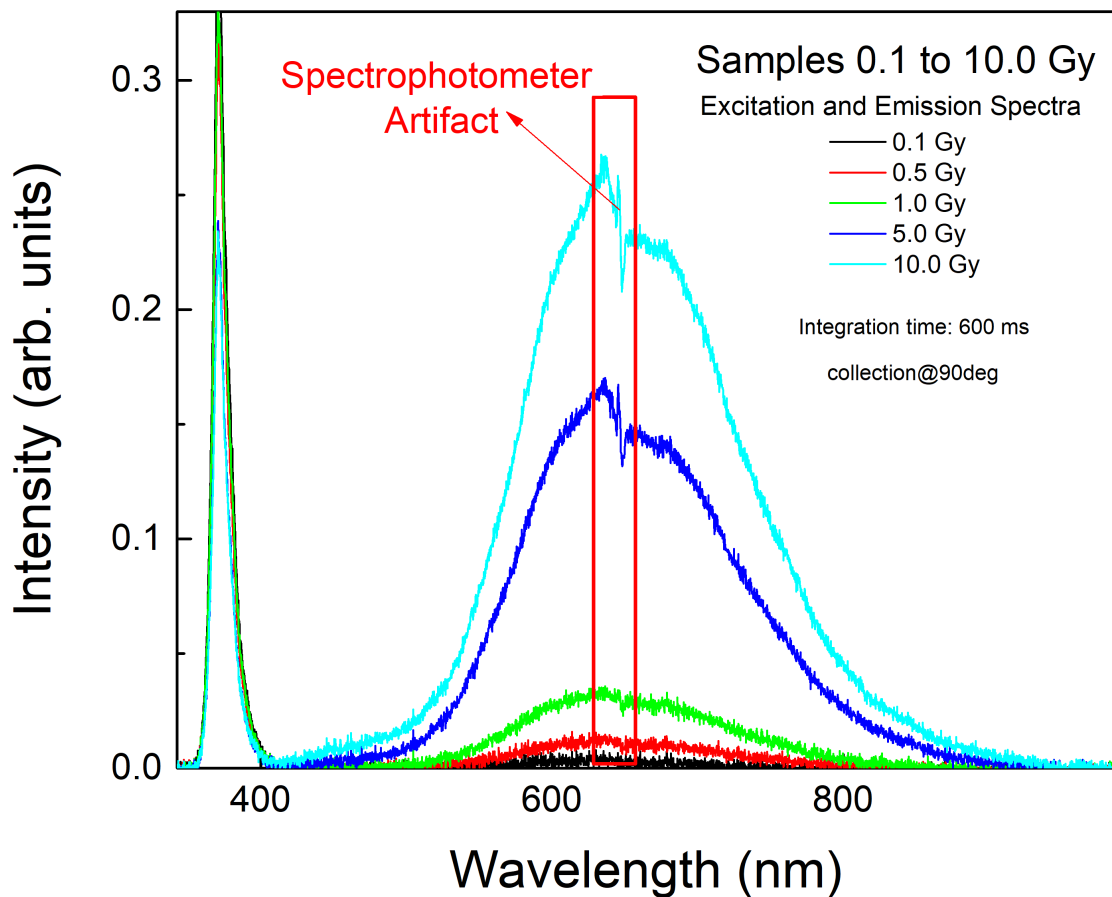 Samples 0.1 to 10.0 Gy
Excitation and Emission Spectra
0.1 Gy
0.5 Gy
1.0 Gy
5.0 Gy
10.0 Gy
Integration time: 600 ms
collection@90deg
Spectrophotometer
Artifact
Intensity (arb. units)
0.3
0.2
0.1
0.0
400
600
800
Wavelength (nm)